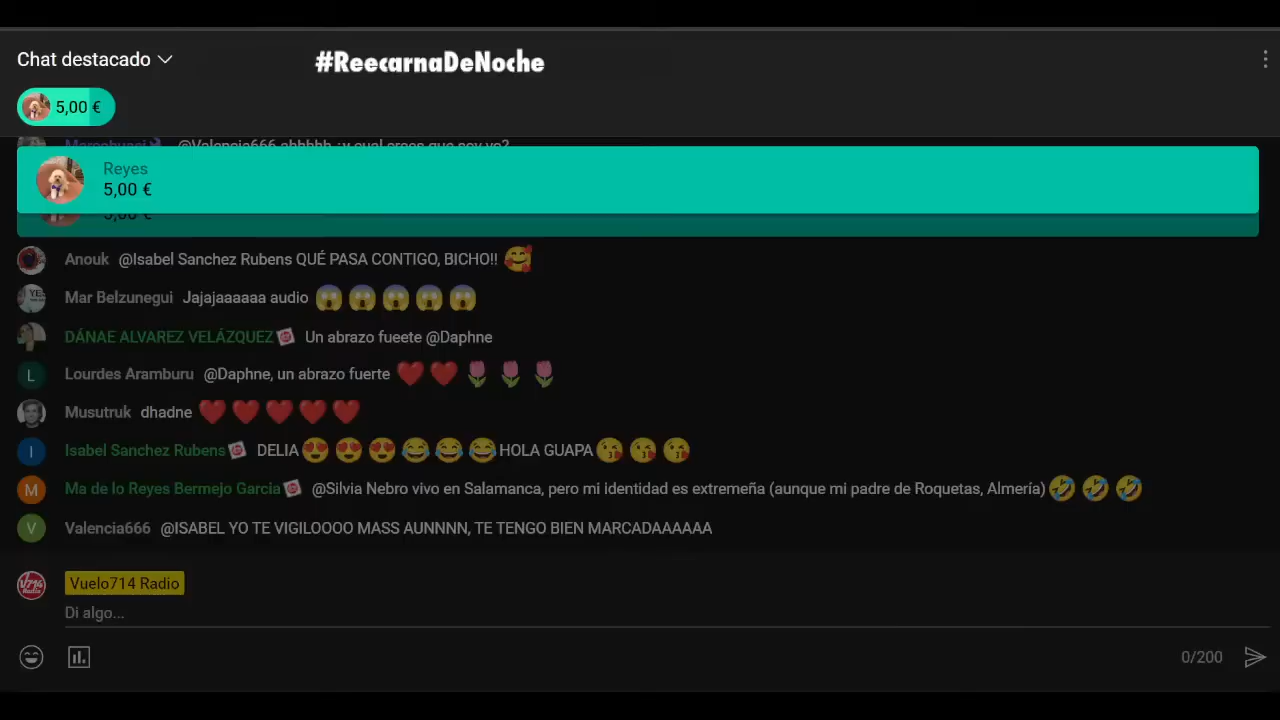 Chat destacado
#ReecarnaDeNoche
5,00 €
@Valencia666 ahhhhh ¿y cual crees que soy yo?
Reyes
5,00 €
5,00 €
Anouk @Isabel Sanchez Rubens QUÉ PASA CONTIGO, BICHO!! 🥰
Mar Belzunegui Jajajaaaaaa audio 😱😱😱😱😱
DÁNAE ALVAREZ VELÁZQUEZ Un abrazo fueete @Daphne
L Lourdes Aramburu @Daphne, un abrazo fuerte ❤️❤️🌷🌷🌷
Musutruk dhadne ❤️❤️❤️❤️❤️
I Isabel Sanchez Rubens DELIA😍😍😍😂😂😂HOLA GUAPA😘😘😘
M Ma de lo Reyes Bermejo Garcia @Silvia Nebro vivo en Salamanca, pero mi identidad es extremeña (aunque mi padre de Roquetas, Almería)🤣🤣🤣
V Valencia666 @ISABEL YO TE VIGILOOOO MASS AUNNNN, TE TENGO BIEN MARCADAAAAAA
V714 Radio Vuelo714 Radio
Di algo...
0/200